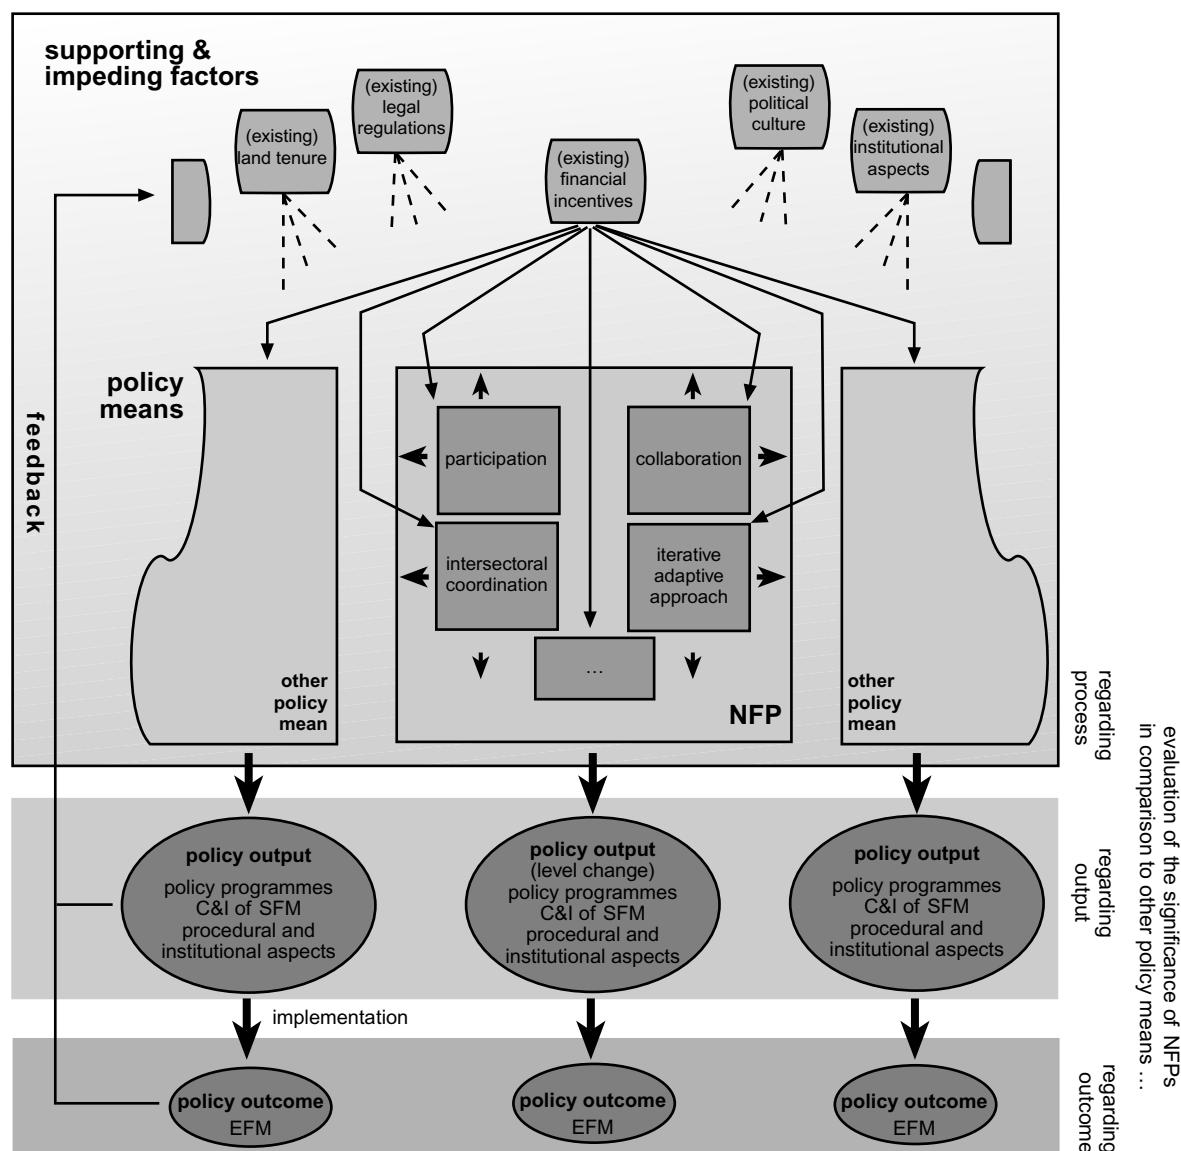 supporting &
impeding factors
(existing)
land tenure
(existing)
legal
regulations
(existing)
financial
incentives
(existing)
political
culture
(existing)
institutional
aspects
feedback
policy
means
participation
collaboration
intersectoral
coordination
iterative
adaptive
approach
...
other
policy
mean
NFP
other
policy
mean
regarding
process
policy output
policy programmes
C&I of SFM
procedural and
institutional aspects
policy output
(level change)
policy programmes
C&I of SFM
procedural and
institutional aspects
policy output
policy programmes
C&I of SFM
procedural and
institutional aspects
regarding
output
implementation
policy outcome
EFM
policy outcome
EFM
policy outcome
EFM
regarding
outcome
evaluation of the significance of NFPs
in comparison to other policy means ...